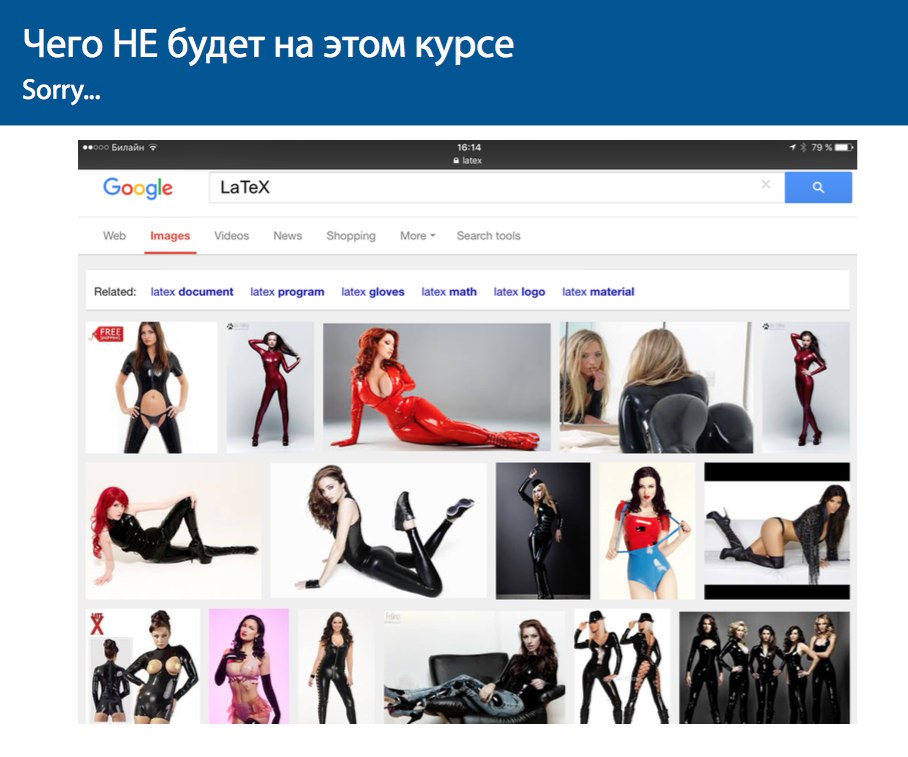 Чего НЕ будет на этом курсе
Sorry...
Билайн 16:14 79 %
latex
Google LaTeX
Web Images Videos News Shopping More Search tools
Related: latex document latex program latex gloves latex math latex logo latex material
FREE
SHIPPING
LATE
X